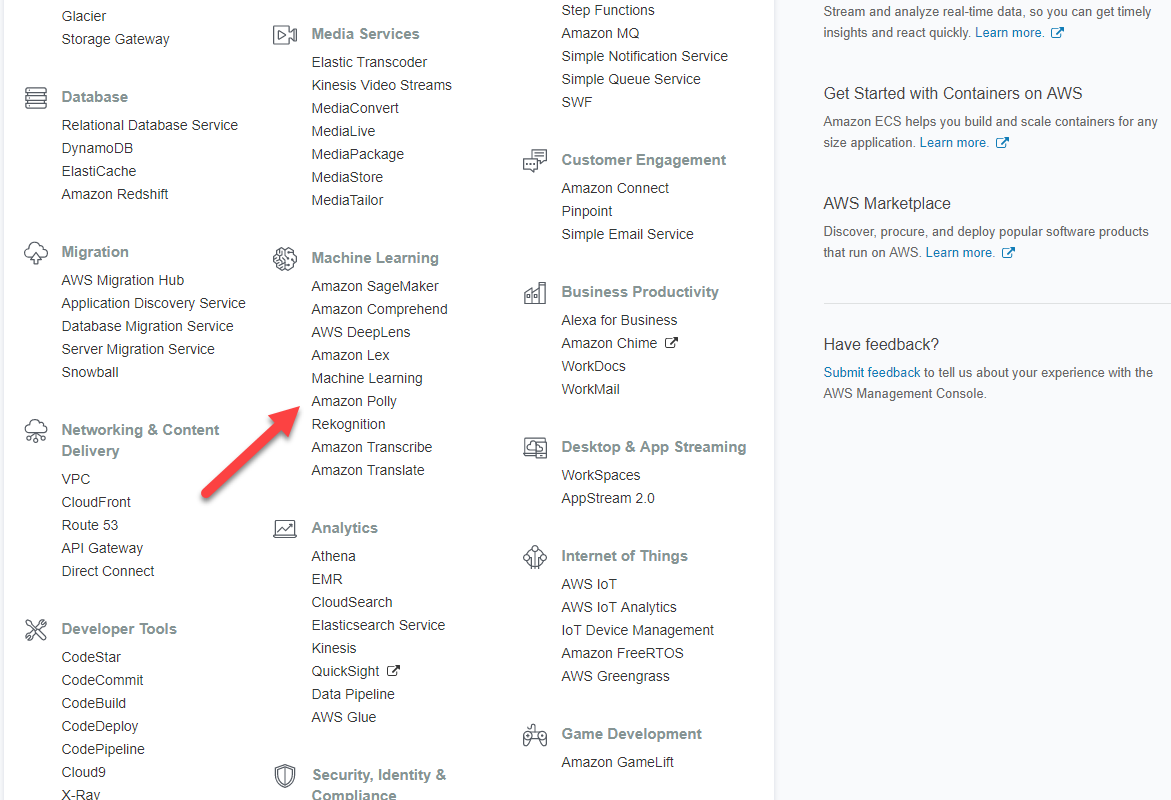 Glacier
Storage Gateway
Database
Relational Database Service
DynamoDB
ElastiCache
Amazon Redshift
Migration
AWS Migration Hub
Application Discovery Service
Database Migration Service
Server Migration Service
Snowball
Networking & Content
Delivery
VPC
CloudFront
Route 53
API Gateway
Direct Connect
Developer Tools
CodeStar
CodeCommit
CodeBuild
CodeDeploy
CodePipeline
Cloud9
X-Ray
Media Services
Elastic Transcoder
Kinesis Video Streams
MediaConvert
MediaLive
MediaPackage
MediaStore
MediaTailor
Machine Learning
Amazon SageMaker
Amazon Comprehend
AWS DeepLens
Amazon Lex
Machine Learning
Amazon Polly
Rekognition
Amazon Transcribe
Amazon Translate
Analytics
Athena
EMR
CloudSearch
Elasticsearch Service
Kinesis
QuickSight
Data Pipeline
AWS Glue
Security, Identity &
Compliance
Step Functions
Amazon MQ
Simple Notification Service
Simple Queue Service
SWF
Customer Engagement
Amazon Connect
Pinpoint
Simple Email Service
Business Productivity
Alexa for Business
Amazon Chime
WorkDocs
WorkMail
Desktop & App Streaming
WorkSpaces
AppStream 2.0
Internet of Things
AWS IoT
AWS IoT Analytics
IoT Device Management
Amazon FreeRTOS
AWS Greengrass
Game Development
Amazon GameLift
Stream and analyze real-time data, so you can get timely
insights and react quickly. Learn more.
Get Started with Containers on AWS
Amazon ECS helps you build and scale containers for any
size application. Learn more.
AWS Marketplace
Discover, procure, and deploy popular software products
that run on AWS. Learn more.
Have feedback?
Submit feedback to tell us about your experience with the
AWS Management Console.